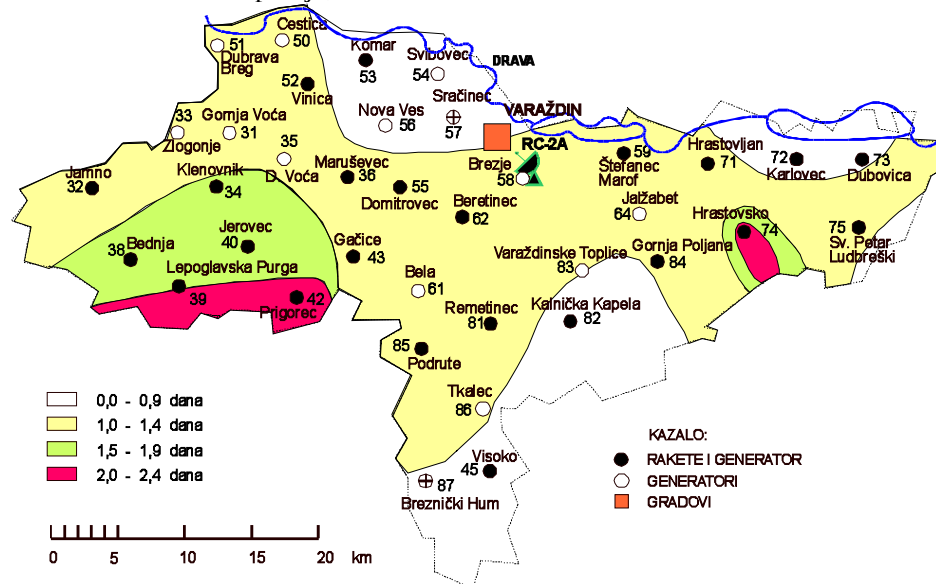 Cestica
50
51
Dubrava
Breg
Komar
53
Svibovec
54
DRAVA
52
Vinica
Sračinec
57
VARAŽDIN
Nova Ves
56
33
Zlogonje
Gornja Voća
31
35
D. Voća
RC-2A
Brezje
58
59
Štefanec
Marof
Hrastovljan
71
72
Karlovec
73
Dubovica
Jamno
32
Klenovnik
34
Maruševec
36
55
Domitrovec
Beretinec
62
Jalžabet
64
Hrastovsko
74
75
Sv. Petar
Ludbreški
38
Bednja
Jerovec
40
Gačice
43
Lepoglavska Purga
39
42
Prigorec
Varaždinske Toplice
83
Gornja Poljana
84
Bela
61
Remetinec
81
Kalnička Kapela
82
85
Podrute
Tkalec
86
Visoko
45
87
Breznički Hum
0,0 - 0,9 dana
1,0 - 1,4 dana
1,5 - 1,9 dana
2,0 - 2,4 dana
KAZALO:
RAKETE I GENERATOR
GENERATORI
GRADOVI
0 5 10 15 20 km